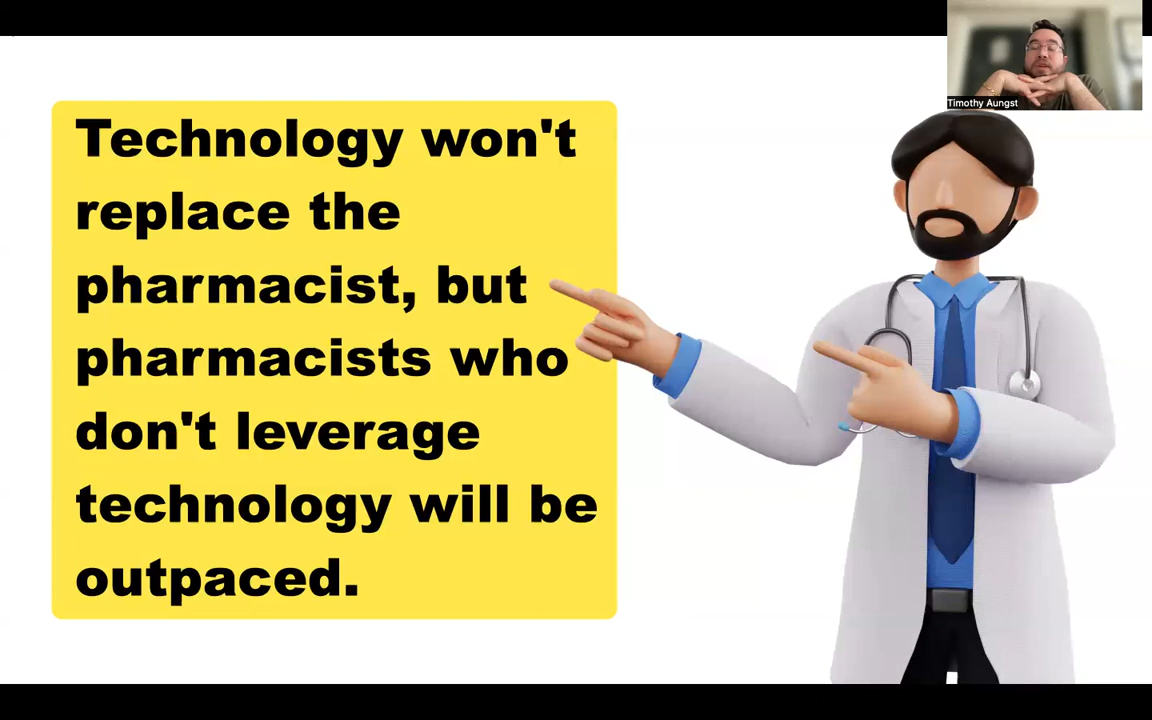 Timothy Aungst
Technology won't
replace the
pharmacist, but
pharmacists who
don't leverage
technology will be
outpaced.